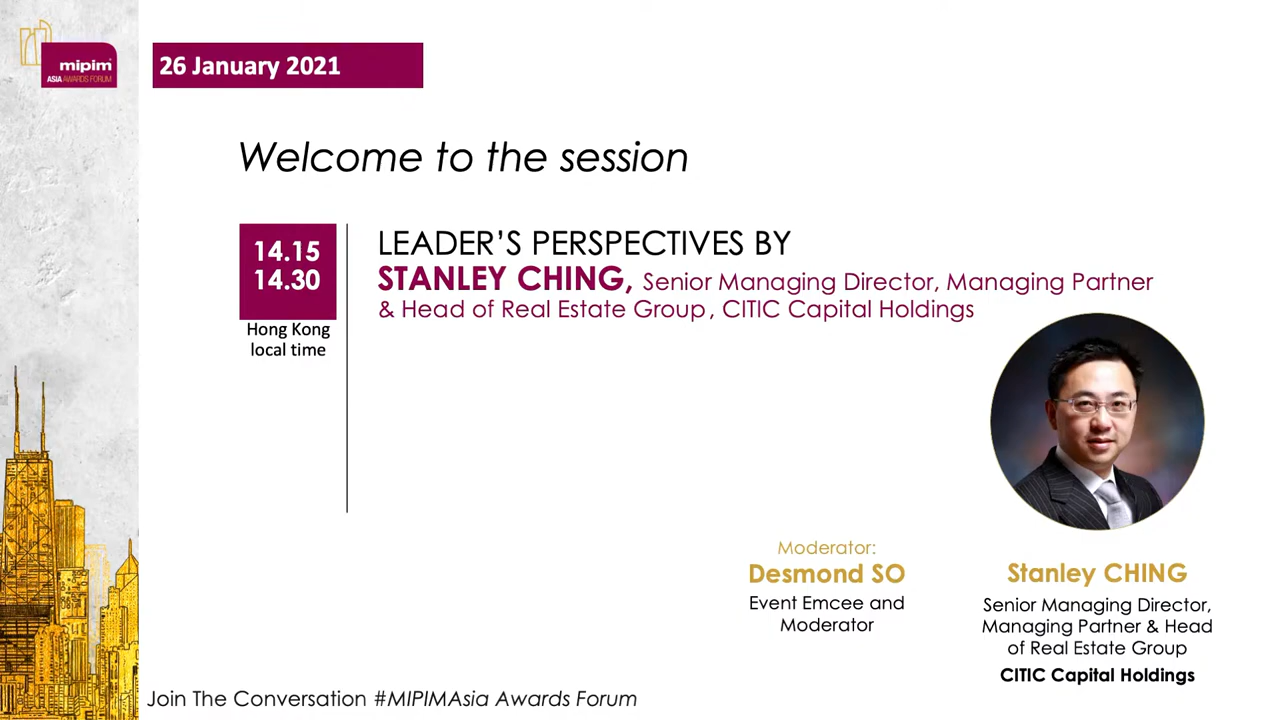 mipim®
ASIA AWARDS FORUM
26 January 2021
Welcome to the session
14.15
14.30
Hong Kong
local time
LEADER’S PERSPECTIVES BY
STANLEY CHING, Senior Managing Director, Managing Partner
& Head of Real Estate Group, CITIC Capital Holdings
Moderator:
Desmond SO
Event Emcee and
Moderator
Stanley CHING
Senior Managing Director,
Managing Partner & Head
of Real Estate Group
CITIC Capital Holdings
Join The Conversation #MIPIMAsia Awards Forum